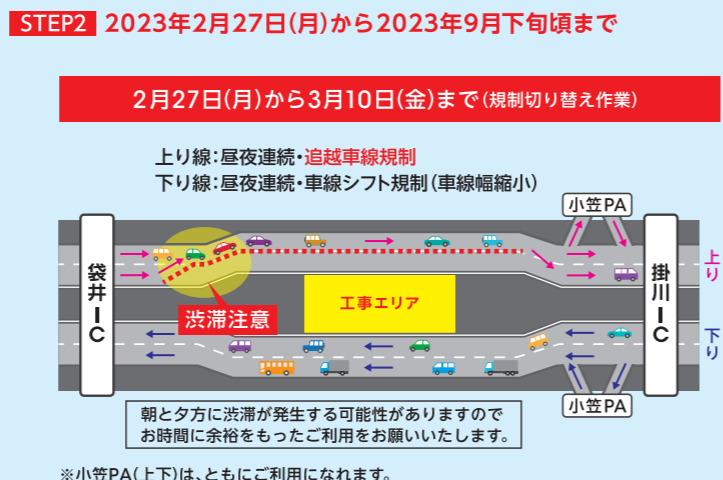 STEP2 2023年2月27日(月)から2023年9月下旬頃まで
2月27日(月)から3月10日(金)まで(規制切り替え作業)
上り線:昼夜連続・追越車線規制
下り線:昼夜連続・車線シフト規制(車線幅縮小)
小笠PA
袋井IC
渋滞注意
工事エリア
掛川IC
上り
下り
小笠PA
朝と夕方に渋滞が発生する可能性がありますので
お時間に余裕をもったご利用をお願いいたします。
※小笠PA(上下)は、ともにご利用になれます。